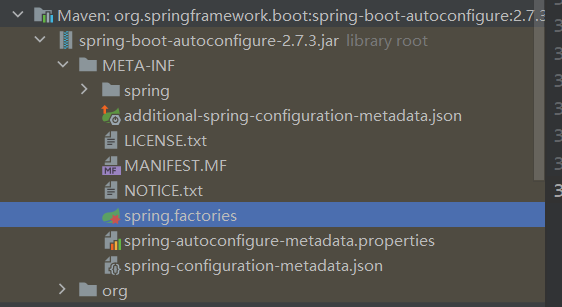 Maven: org.springframework.boot:spring-boot-autoconfigure:2.7.3
spring-boot-autoconfigure-2.7.3.jar library root
META-INF
spring
additional-spring-configuration-metadata.json
LICENSE.txt
MF MANIFEST.MF
NOTICE.txt
spring.factories
spring-autoconfigure-metadata.properties
spring-configuration-metadata.json
org